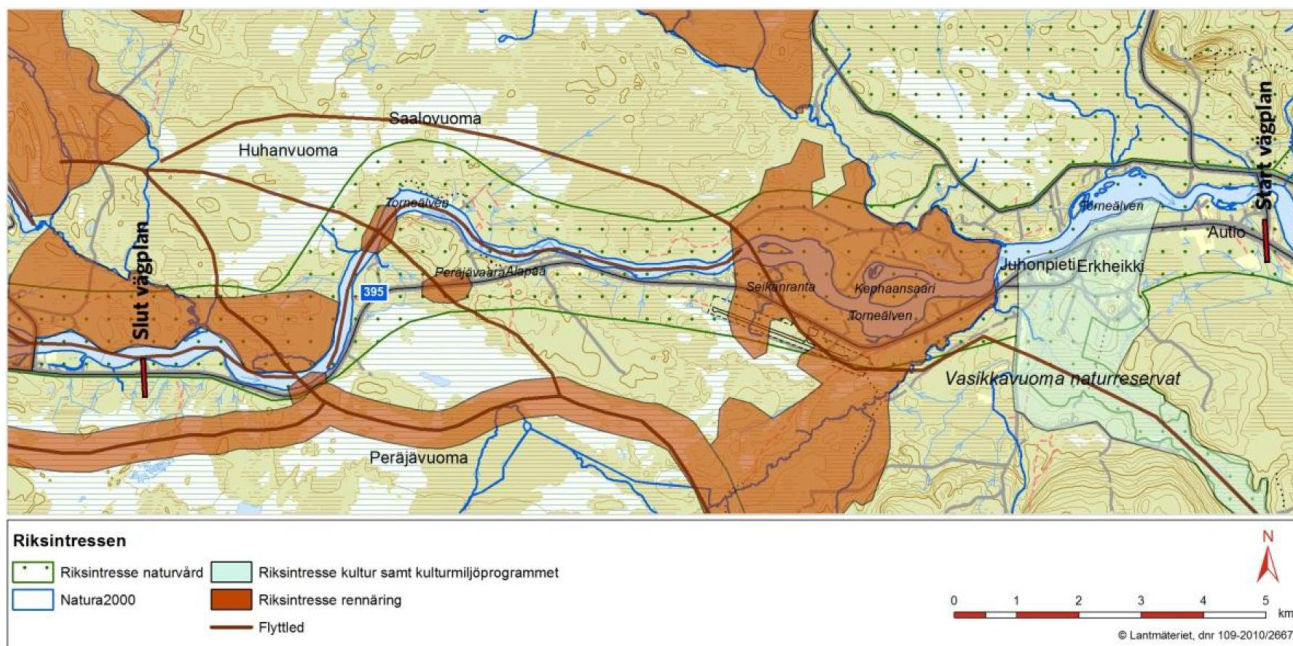 Saalovuoma
Huhanvuoma
Start vägplan
Torneälven
Torneälven
Autio
Slut vägplan
Peräjävaara
Alapää
Juhonpieti
Erkheikki
395
Seikanranta
Kephaansaari
Torneälven
Vasikkavuoma naturreservat
Peräjävuoma
Riksintressen
Riksintresse naturvård
Riksintresse kultur samt kulturmiljöprogrammet
Natura2000
Riksintresse rennäring
Flyttled
N
0 1 2 3 4 5
km
© Lantmäteriet, dnr 109-2010/2667